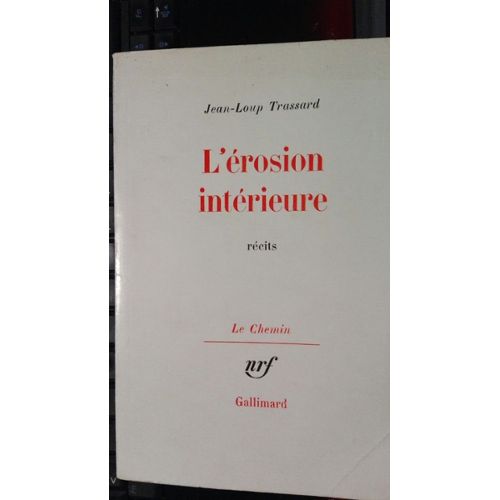 Jean-Loup Trassard
L'érosion
intérieure
récits
Le Chemin
nrf
Gallimard